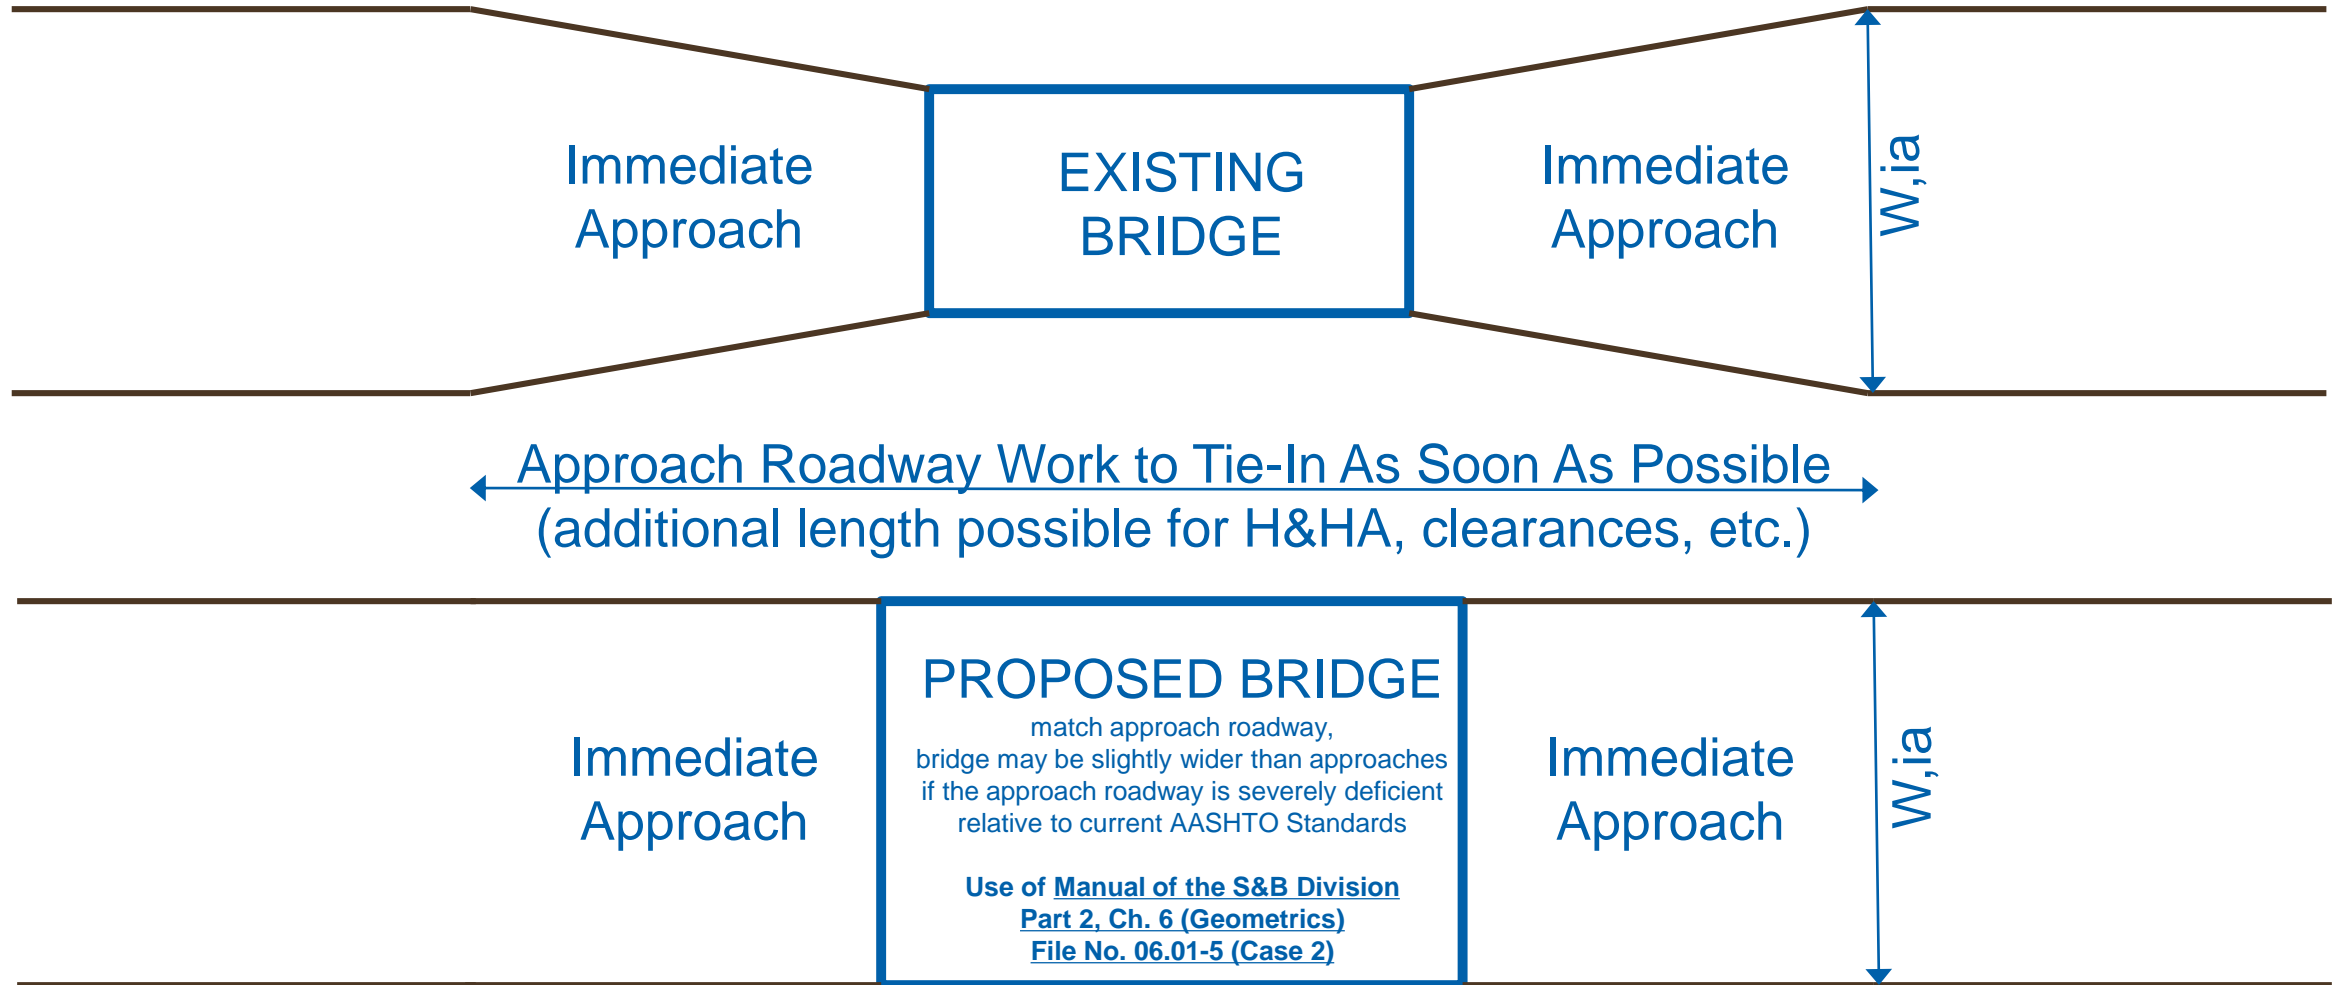 Immediate
Approach
EXISTING
BRIDGE
Immediate
Approach
W,ia
Approach Roadway Work to Tie-In As Soon As Possible
(additional length possible for H&HA, clearances, etc.)
Immediate
Approach
PROPOSED BRIDGE
match approach roadway,
bridge may be slightly wider than approaches
if the approach roadway is severely deficient
relative to current AASHTO Standards
Use of Manual of the S&B Division
Part 2, Ch. 6 (Geometrics)
File No. 06.01-5 (Case 2)
Immediate
Approach
W,ia